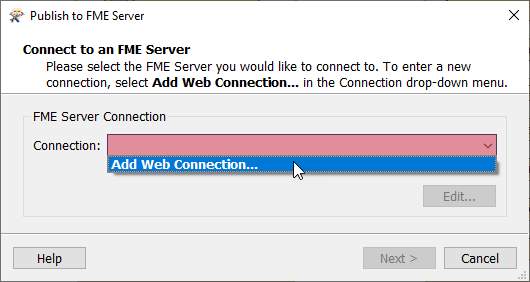 Publish to FME Server
Connect to an FME Server
Please select the FME Server you would like to connect to. To enter a new
connection, select Add Web Connection... in the Connection drop-down menu.
FME Server Connection
Connection:
Add Web Connection...
Edit...
Help
Next >
Cancel